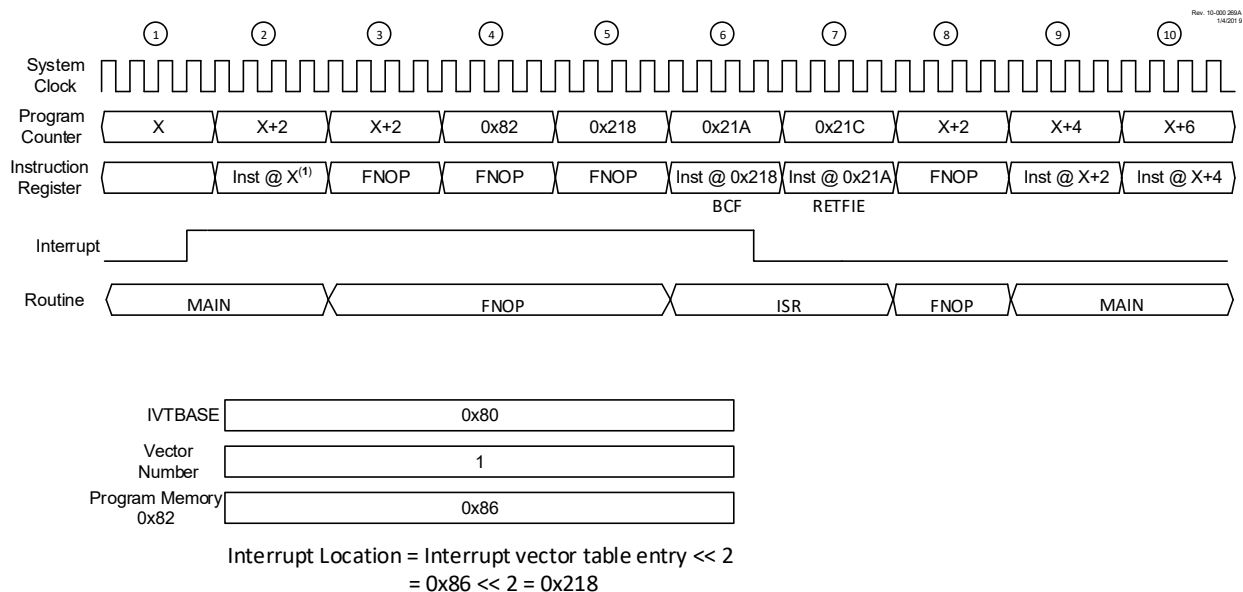 Rev. 10-000 269A
1/4/201 9
1 2 3 4 5 6 7 8 9 10
System
Clock
Program
Counter
X X+2 X+2 0x82 0x218 0x21A 0x21C X+2 X+4 X+6
Instruction
Register
Inst @ X(1) FNOP FNOP FNOP Inst @ 0x218 Inst @ 0x21A FNOP Inst @ X+2 Inst @ X+4
BCF RETFIE
Interrupt
Routine
MAIN FNOP ISR FNOP MAIN
IVTBASE 0x80
Vector
Number
1
Program Memory
0x82
0x86
Interrupt Location = Interrupt vector table entry << 2
= 0x86 << 2 = 0x218